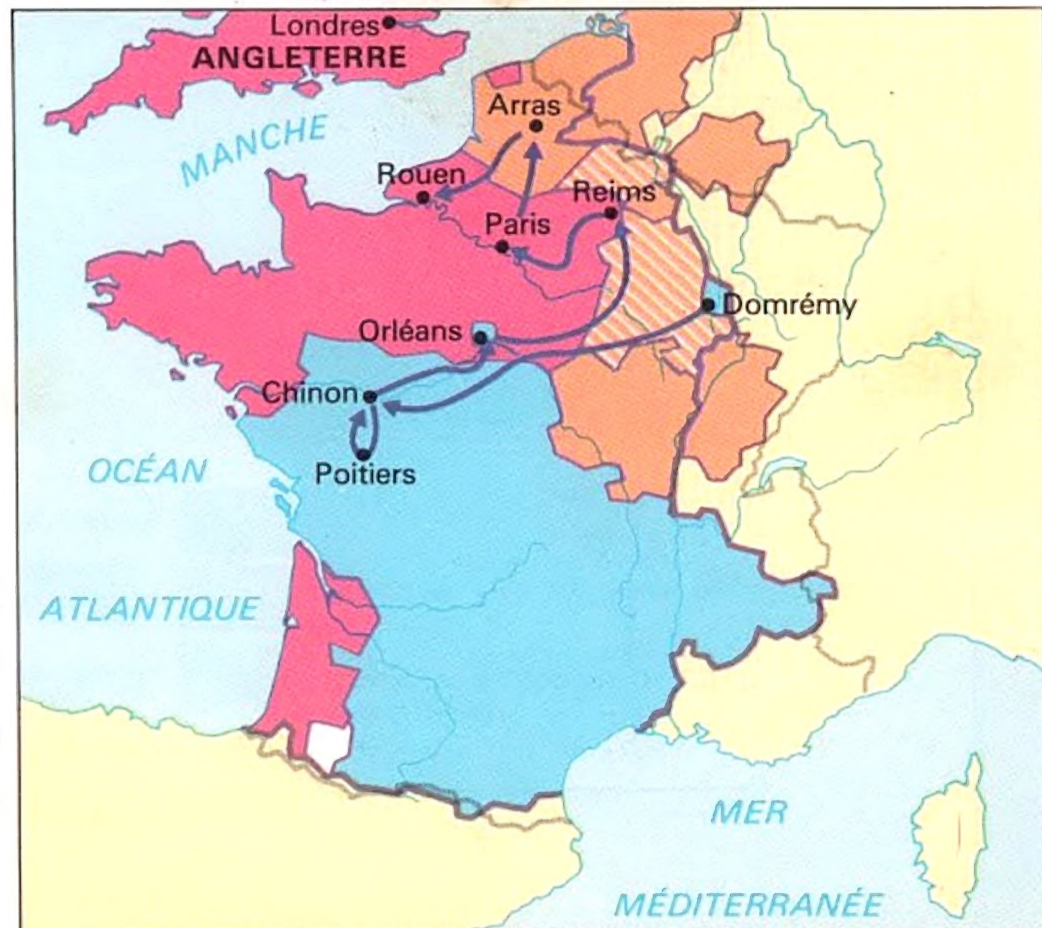 Londres
ANGLETERRE
MANCHE
Arras
Rouen
Reims
Paris
Domrémy
Orléans
Chinon
Poitiers
OCÉAN
ATLANTIQUE
MER
MÉDITERRANÉE